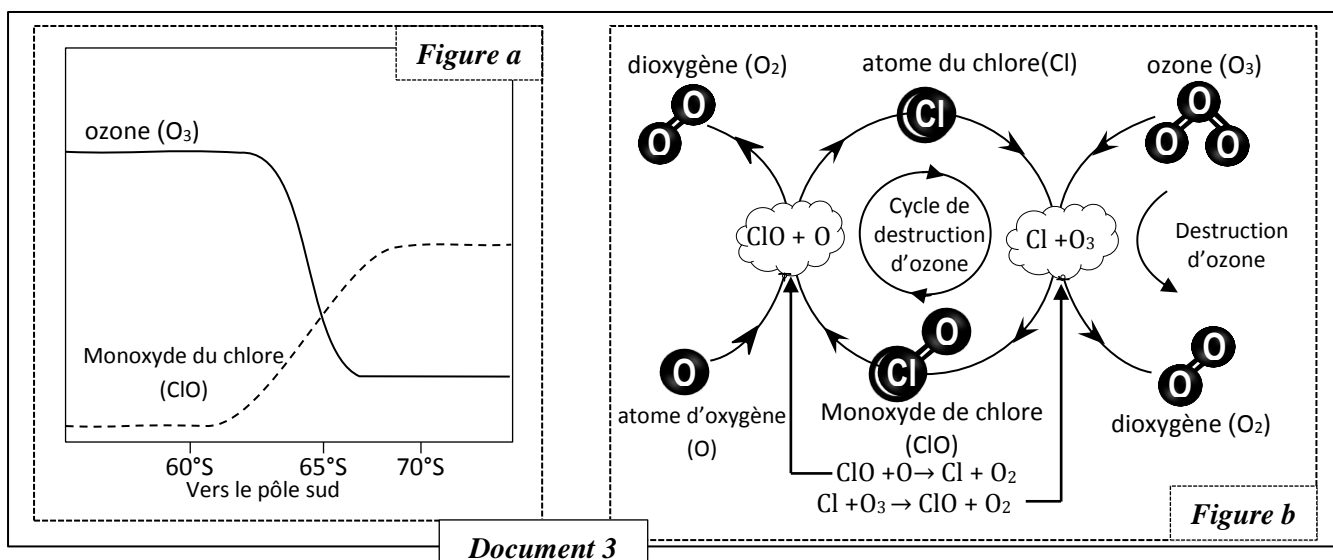 Figure a
ozone (O₃)
Monoxyde du chlore
(ClO)
60°S 65°S 70°S
Vers le pôle sud
dioxygène (O₂)
atome du chlore(Cl)
ozone (O₃)
O
O
Cl
O
O
O
ClO + O
Cycle de
destruction
d'ozone
Cl +O₃
Destruction
d'ozone
O
Cl
O
O
O
atome d'oxygène
(O)
Monoxyde de chlore
(ClO)
dioxygène (O₂)
ClO +O→ Cl + O₂
Cl +O₃→ ClO + O₂
Figure b
Document 3